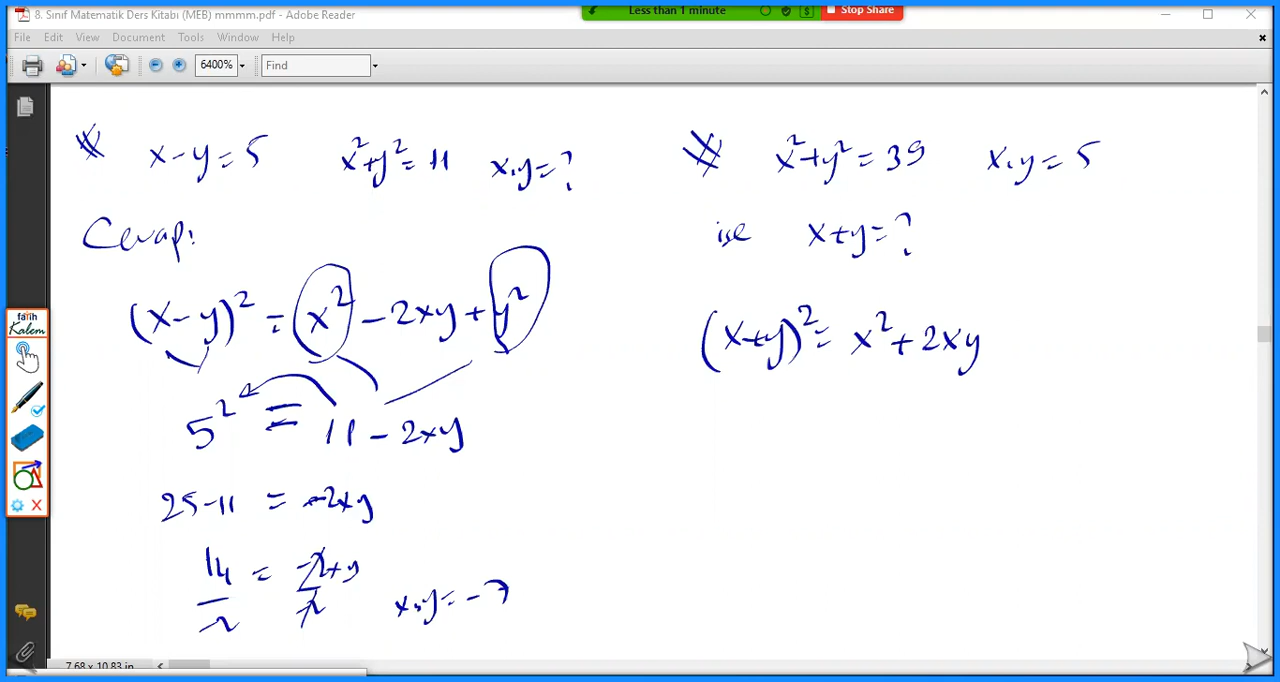 8. Sınıf Matematik Ders Kitabı (MEB) mmmm.pdf - Adobe Reader
Less than 1 minute
Stop Share
File Edit View Document Tools Window Help
6400%
Find
x-y=5 x²+y²=11 x.y=?
Cevap:
(x-y)² = x² - 2xy + y²
5² = 11 - 2xy
25-11 = -2xy
14/-2 = -2xy/-2 x.y=-7
x²+y²=39 x.y=5
ise x+y=?
(x+y)² = x²+2xy
fatih
Kalem
7.68 x 10.83 in